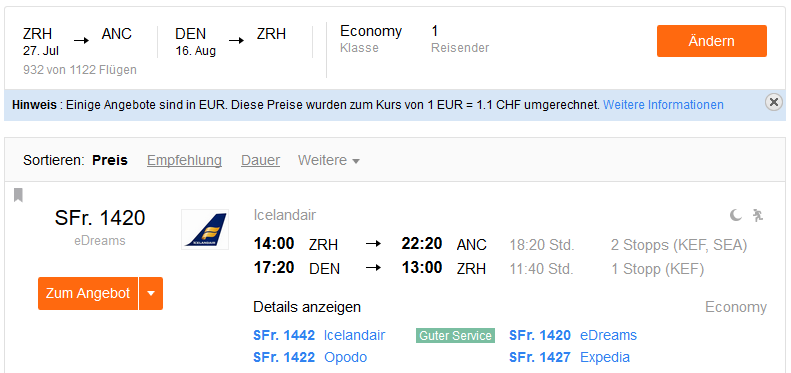 ZRH → ANC DEN → ZRH Economy 1 Ändern
27. Jul 16. Aug Klasse Reisender
932 von 1122 Flügen
Hinweis : Einige Angebote sind in EUR. Diese Preise wurden zum Kurs von 1 EUR = 1.1 CHF umgerechnet. Weitere Informationen
Sortieren: Preis Empfehlung Dauer Weitere
SFr. 1420
eDreams
Zum Angebot
ICELANDAIR
Icelandair
14:00 ZRH → 22:20 ANC 18:20 Std. 2 Stopps (KEF, SEA)
17:20 DEN → 13:00 ZRH 11:40 Std. 1 Stopp (KEF)
Details anzeigen Economy
SFr. 1442 Icelandair Guter Service SFr. 1420 eDreams
SFr. 1422 Opodo SFr. 1427 Expedia